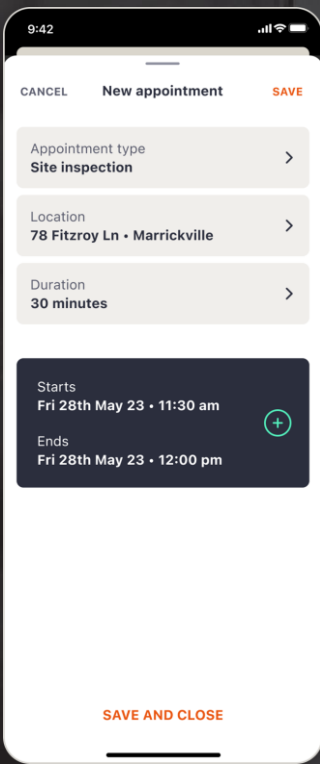 9:42
CANCEL New appointment SAVE
Appointment type
Site inspection
Location
78 Fitzroy Ln • Marrickville
Duration
30 minutes
Starts
Fri 28th May 23 • 11:30 am
Ends
Fri 28th May 23 • 12:00 pm
SAVE AND CLOSE